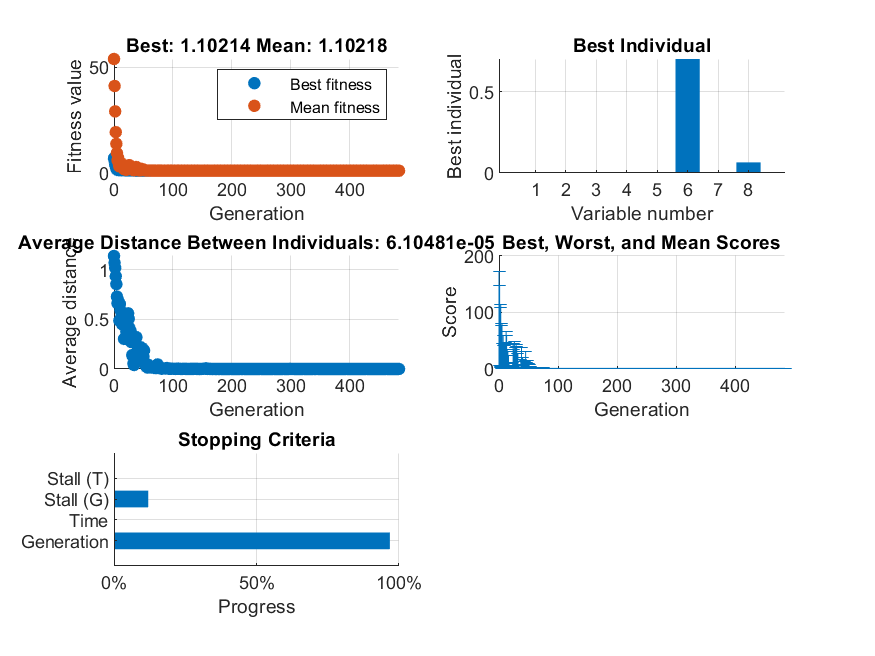 Best: 1.10214 Mean: 1.10218
Fitness value
50
0
Best fitness
Mean fitness
0 100 200 300 400
Generation
Best Individual
Best individual
0.5
0
1 2 3 4 5 6 7 8
Variable number
Average Distance Between Individuals: 6.10481e-05
Average distance
1
0.5
0
0 100 200 300 400
Generation
Best, Worst, and Mean Scores
Score
200
100
0
0 100 200 300 400
Generation
Stopping Criteria
Stall (T)
Stall (G)
Time
Generation
0% 50% 100%
Progress